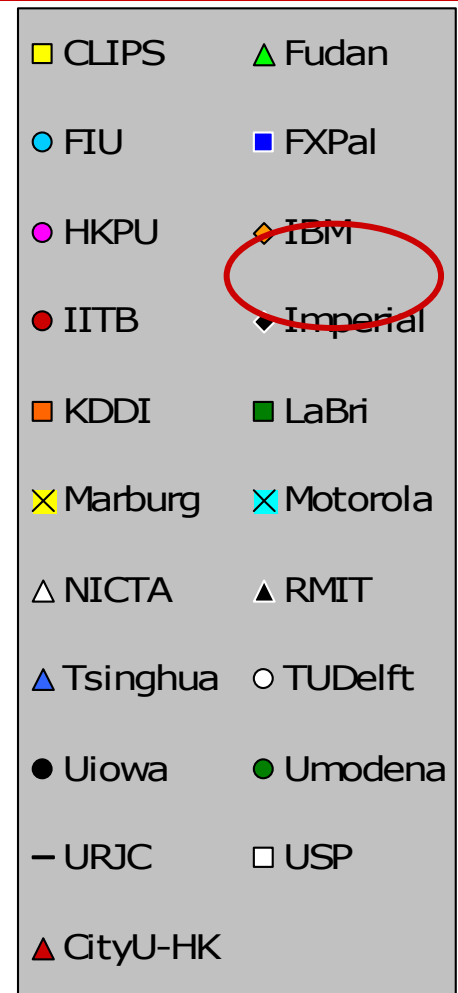 CLIPS Fudan
FIU FXPal
HKPU IBM
IITB Imperial
KDDI LaBri
Marburg Motorola
NICTA RMIT
Tsinghua TUDelft
Uiowa Umodena
URJC USP
CityU-HK